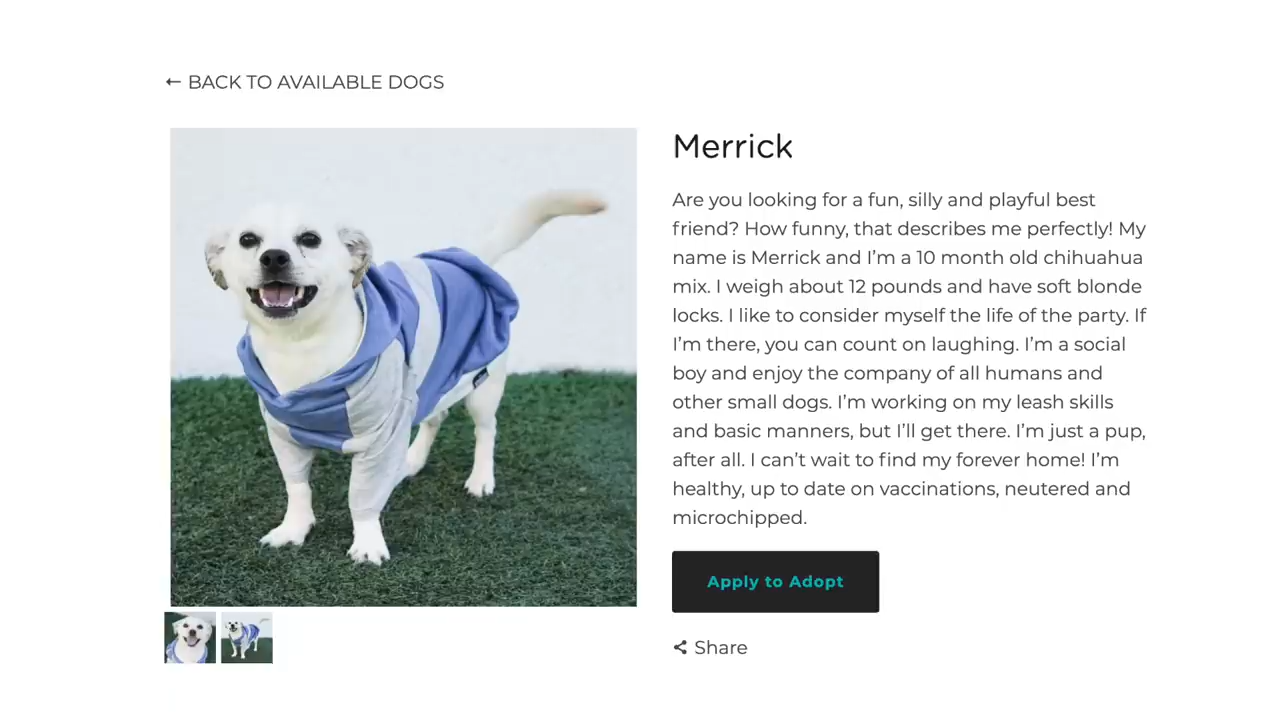 ← BACK TO AVAILABLE DOGS
Merrick
Are you looking for a fun, silly and playful best
friend? How funny, that describes me perfectly! My
name is Merrick and I’m a 10 month old chihuahua
mix. I weigh about 12 pounds and have soft blonde
locks. I like to consider myself the life of the party. If
I’m there, you can count on laughing. I’m a social
boy and enjoy the company of all humans and
other small dogs. I’m working on my leash skills
and basic manners, but I’ll get there. I’m just a pup,
after all. I can’t wait to find my forever home! I’m
healthy, up to date on vaccinations, neutered and
microchipped.
Apply to Adopt
Share